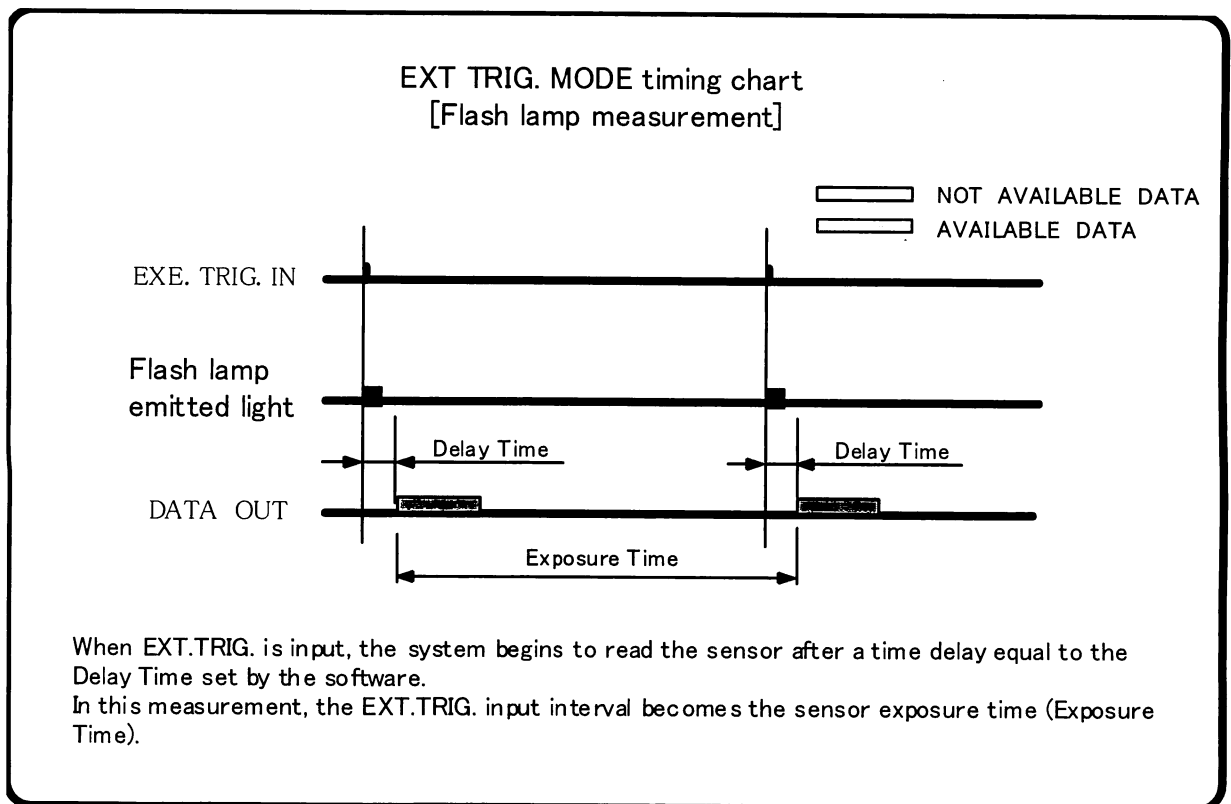 EXT TRIG. MODE timing chart
[Flash lamp measurement]
NOT AVAILABLE DATA
AVAILABLE DATA
EXE. TRIG. IN
Flash lamp
emitted light
Delay Time
Delay Time
DATA OUT
Exposure Time
When EXT.TRIG. is input, the system begins to read the sensor after a time delay equal to the
Delay Time set by the software.
In this measurement, the EXT.TRIG. input interval becomes the sensor exposure time (Exposure
Time).